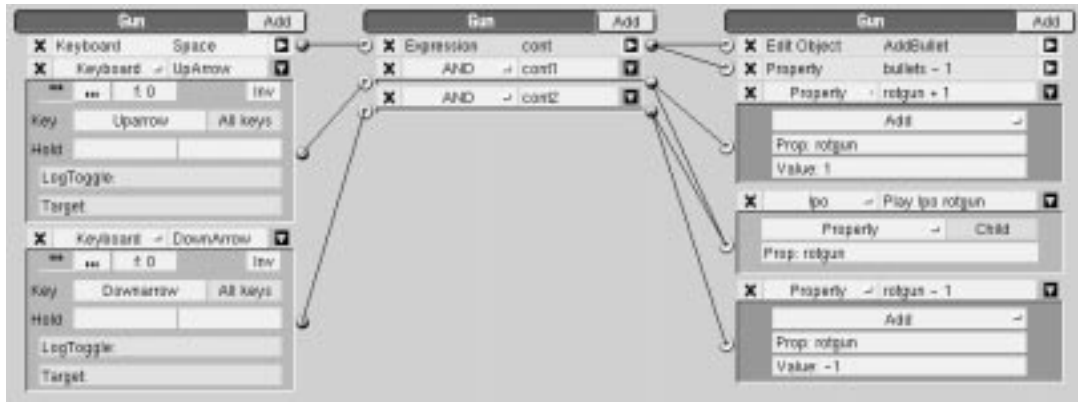 Gun Add
X Keyboard Space
X Keyboard UpArrow
f: 0 Inv
Key Uparrow All keys
Hold
LogToggle:
Target:
X Keyboard DownArrow
f: 0 Inv
Key Downarrow All keys
Hold
LogToggle:
Target:
Gun Add
X Expression cont
X AND cont1
X AND cont2
Gun Add
X Edit Object AddBullet
X Property bullets - 1
X Property rotgun + 1
Add
Prop: rotgun
Value: 1
X Ipo Play Ipo rotgun
Property Child
Prop: rotgun
X Property rotgun - 1
Add
Prop: rotgun
Value: -1